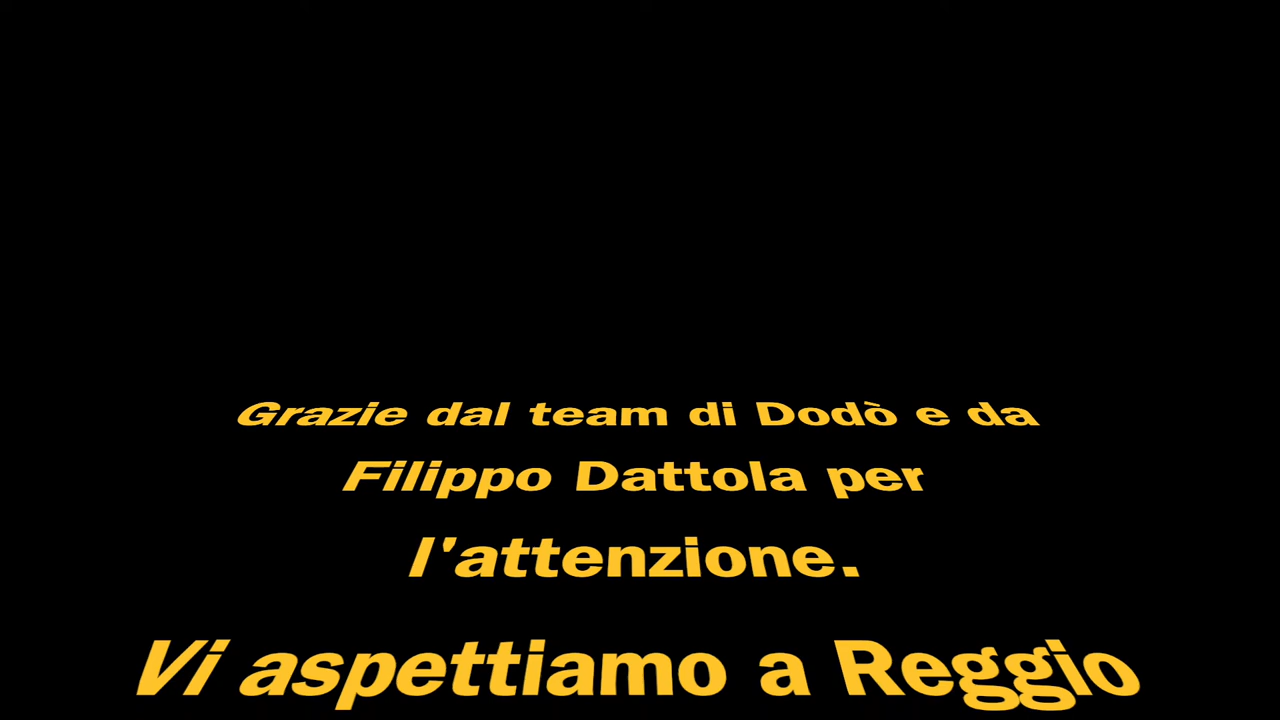 Grazie dal team di Dodò e da
Filippo Dattola per
l'attenzione.
Vi aspettiamo a Reggio